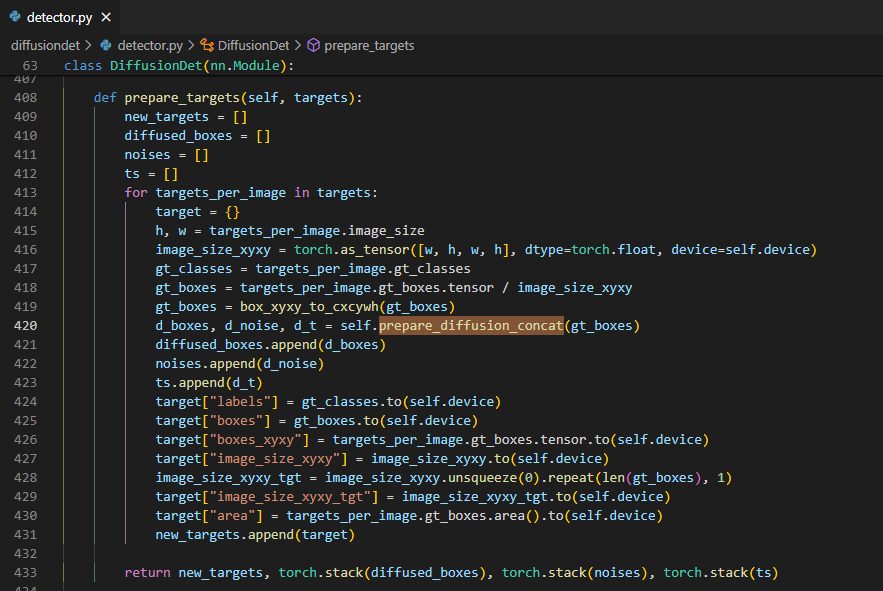 detector.py ×
diffusiondet > detector.py > DiffusionDet > prepare_targets
63 class DiffusionDet(nn.Module):
407
408 def prepare_targets(self, targets):
409 new_targets = []
410 diffused_boxes = []
411 noises = []
412 ts = []
413 for targets_per_image in targets:
414 target = {}
415 h, w = targets_per_image.image_size
416 image_size_xyxy = torch.as_tensor([w, h, w, h], dtype=torch.float, device=self.device)
417 gt_classes = targets_per_image.gt_classes
418 gt_boxes = targets_per_image.gt_boxes.tensor / image_size_xyxy
419 gt_boxes = box_xyxy_to_cxcywh(gt_boxes)
420 d_boxes, d_noise, d_t = self.prepare_diffusion_concat(gt_boxes)
421 diffused_boxes.append(d_boxes)
422 noises.append(d_noise)
423 ts.append(d_t)
424 target["labels"] = gt_classes.to(self.device)
425 target["boxes"] = gt_boxes.to(self.device)
426 target["boxes_xyxy"] = targets_per_image.gt_boxes.tensor.to(self.device)
427 target["image_size_xyxy"] = image_size_xyxy.to(self.device)
428 image_size_xyxy_tgt = image_size_xyxy.unsqueeze(0).repeat(len(gt_boxes), 1)
429 target["image_size_xyxy_tgt"] = image_size_xyxy_tgt.to(self.device)
430 target["area"] = targets_per_image.gt_boxes.area().to(self.device)
431 new_targets.append(target)
432
433 return new_targets, torch.stack(diffused_boxes), torch.stack(noises), torch.stack(ts)
434